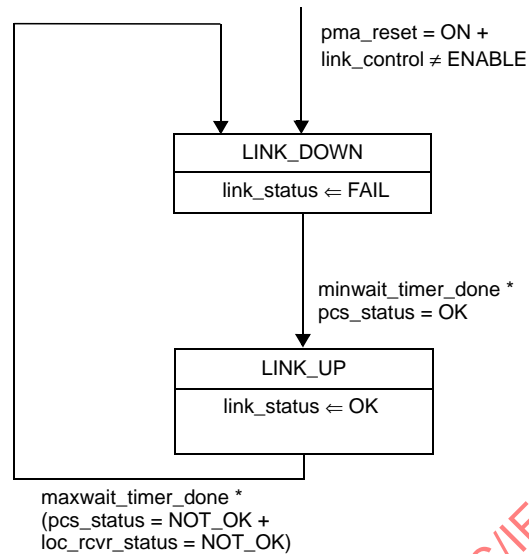 pma_reset = ON +
link_control ≠ ENABLE
LINK_DOWN
link_status ⇐ FAIL
minwait_timer_done *
pcs_status = OK
LINK_UP
link_status ⇐ OK
maxwait_timer_done *
(pcs_status = NOT_OK +
loc_rcvr_status = NOT_OK)